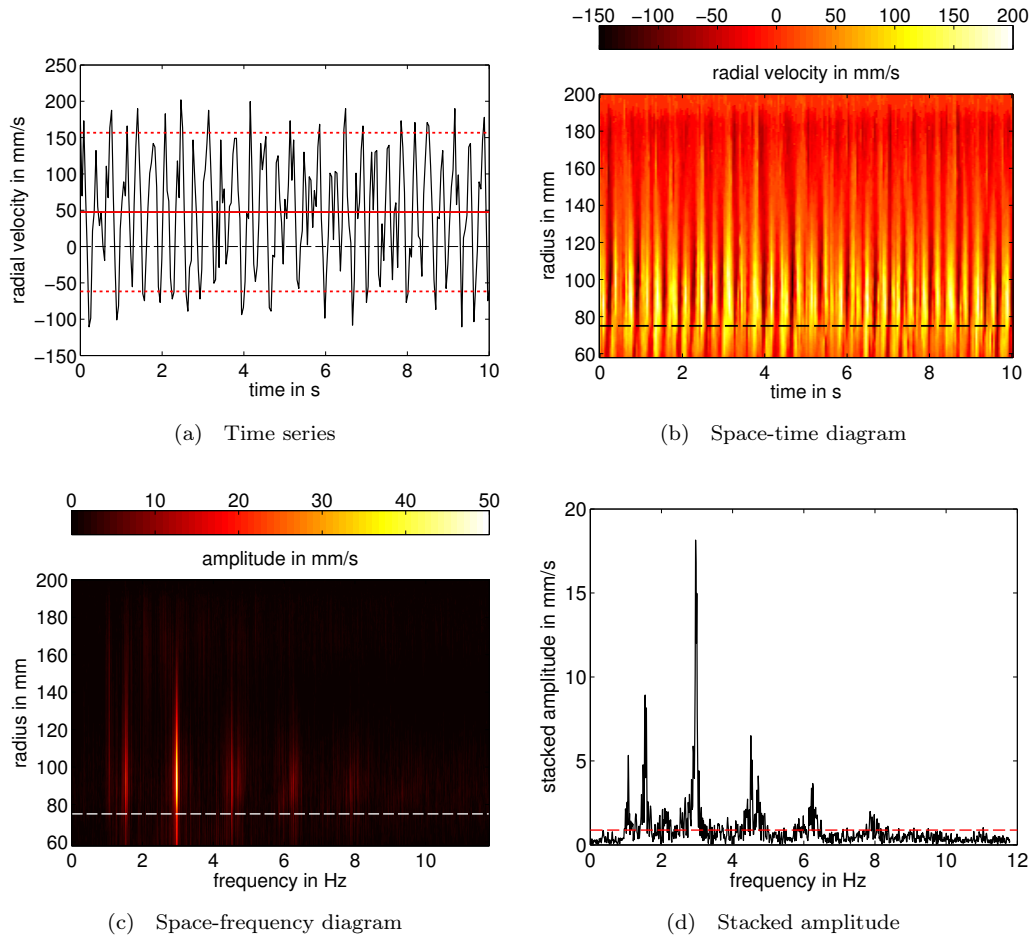 −150 −100 −50 0 50 100 150 200
radial velocity in mm/s
250
200
150
100
50
0
−50
−100
−150
radial velocity in mm/s
0 2 4 6 8 10
time in s
(a) Time series
200
180
160
140
120
100
80
60
radius in mm
0 2 4 6 8 10
time in s
(b) Space-time diagram
0 10 20 30 40 50
amplitude in mm/s
200
180
160
140
120
100
80
60
radius in mm
0 2 4 6 8 10
frequency in Hz
(c) Space-frequency diagram
20
15
10
5
0
stacked amplitude in mm/s
0 2 4 6 8 10 12
frequency in Hz
(d) Stacked amplitude